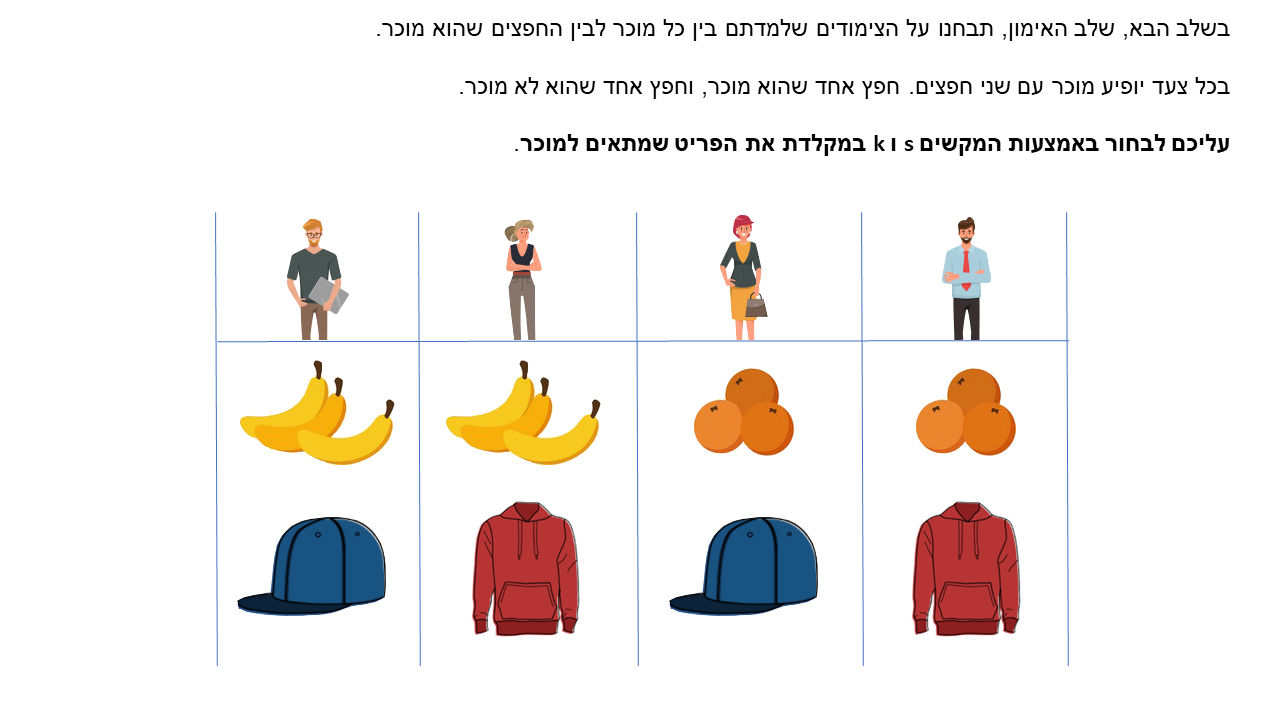 בשלב הבא, שלב האימון, תבחנו על הצימודים שלמדתם בין כל מוכר לבין החפצים שהוא מוכר.
בכל צעד יופיע מוכר עם שני חפצים. חפץ אחד שהוא מוכר, וחפץ אחד שהוא לא מוכר.
עליכם לבחור באמצעות המקשים s ו k במקלדת את הפריט שמתאים למוכר.